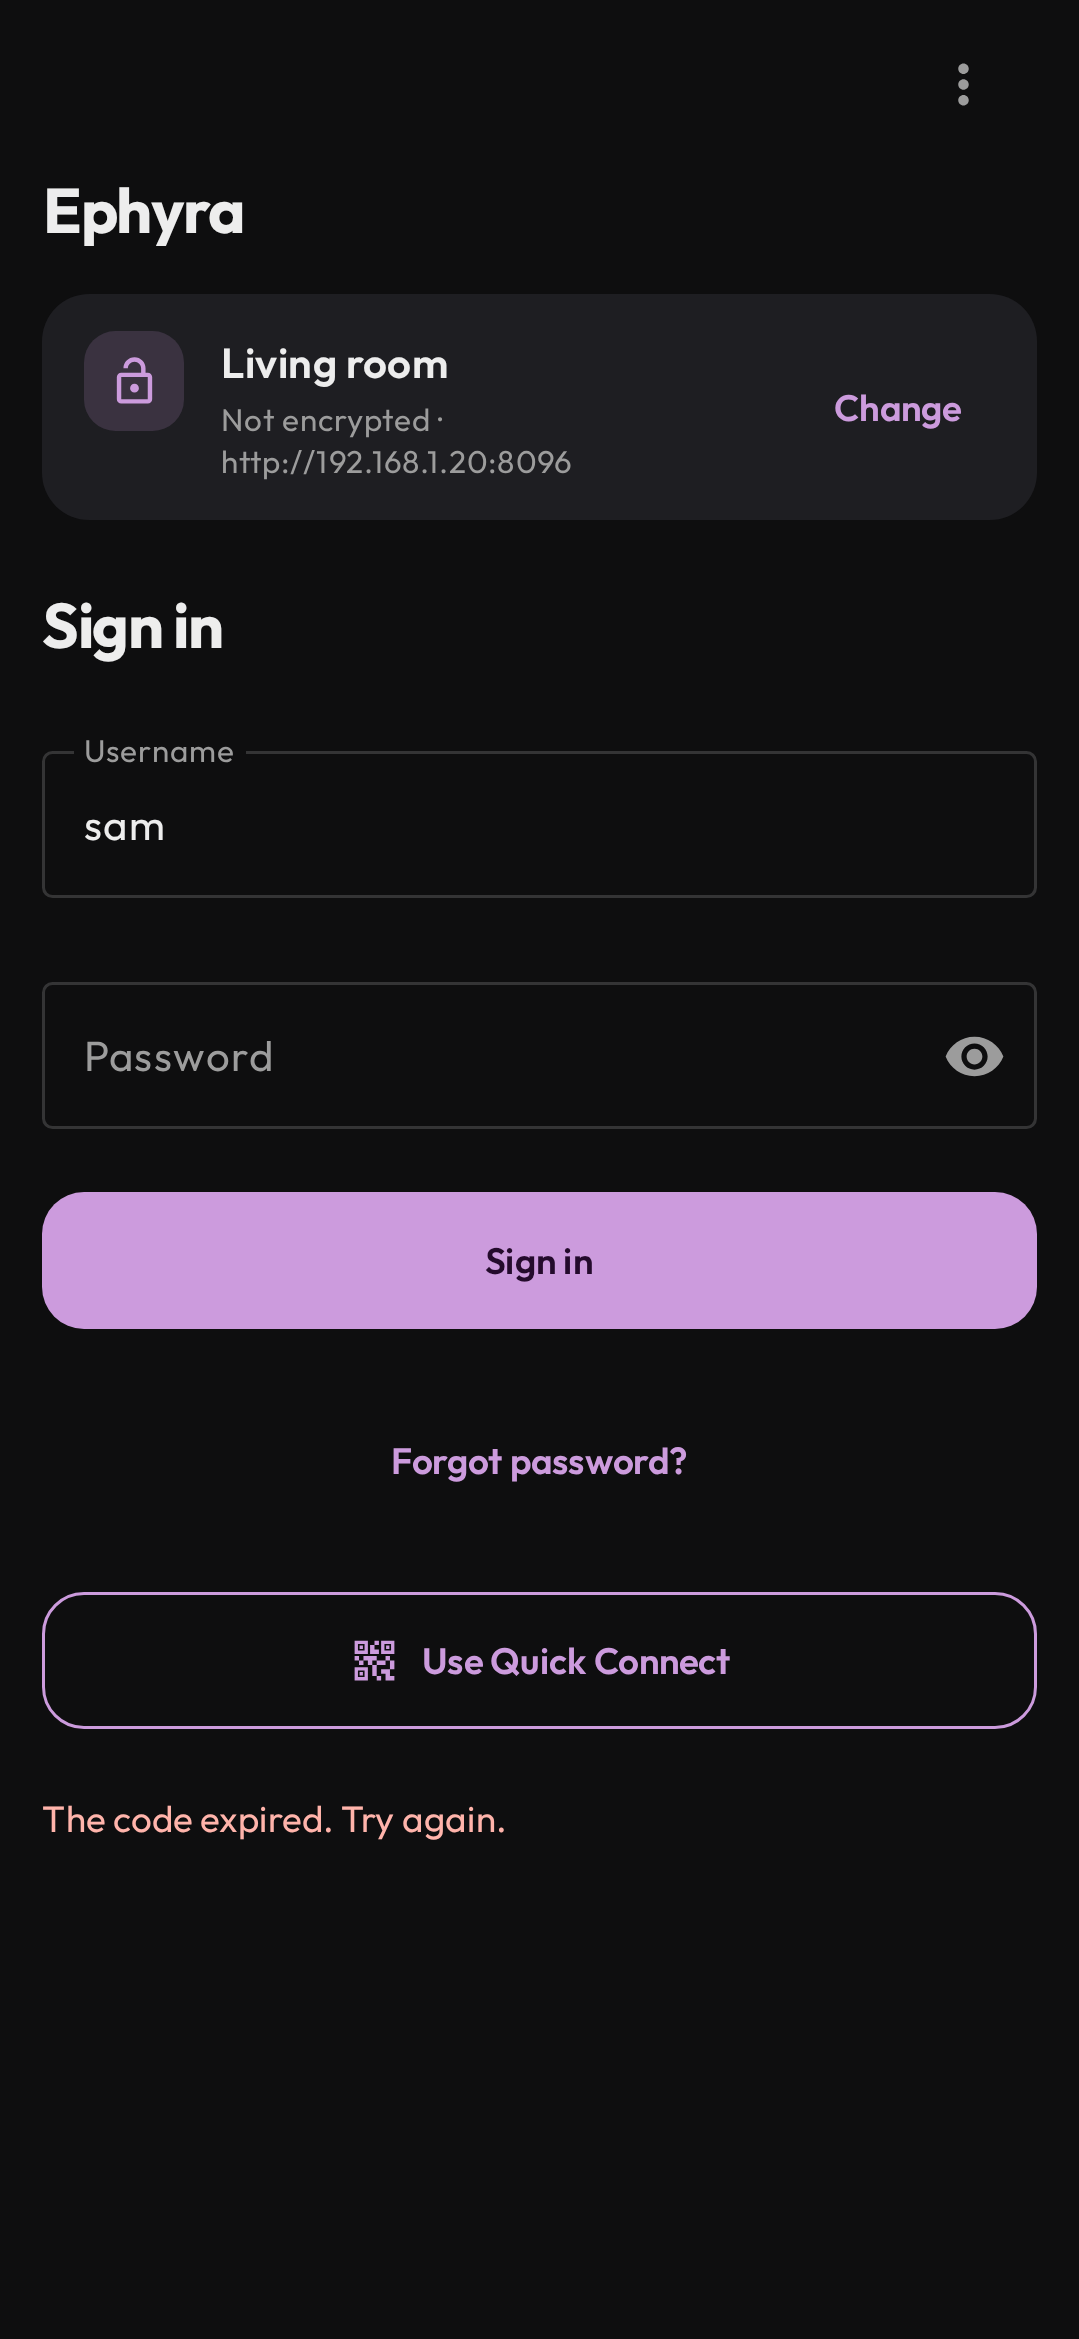 Ephyra
Living room
Not encrypted ·
http://192.168.1.20:8096
Change
Sign in
Username
sam
Password
Sign in
Forgot password?
Use Quick Connect
The code expired. Try again.